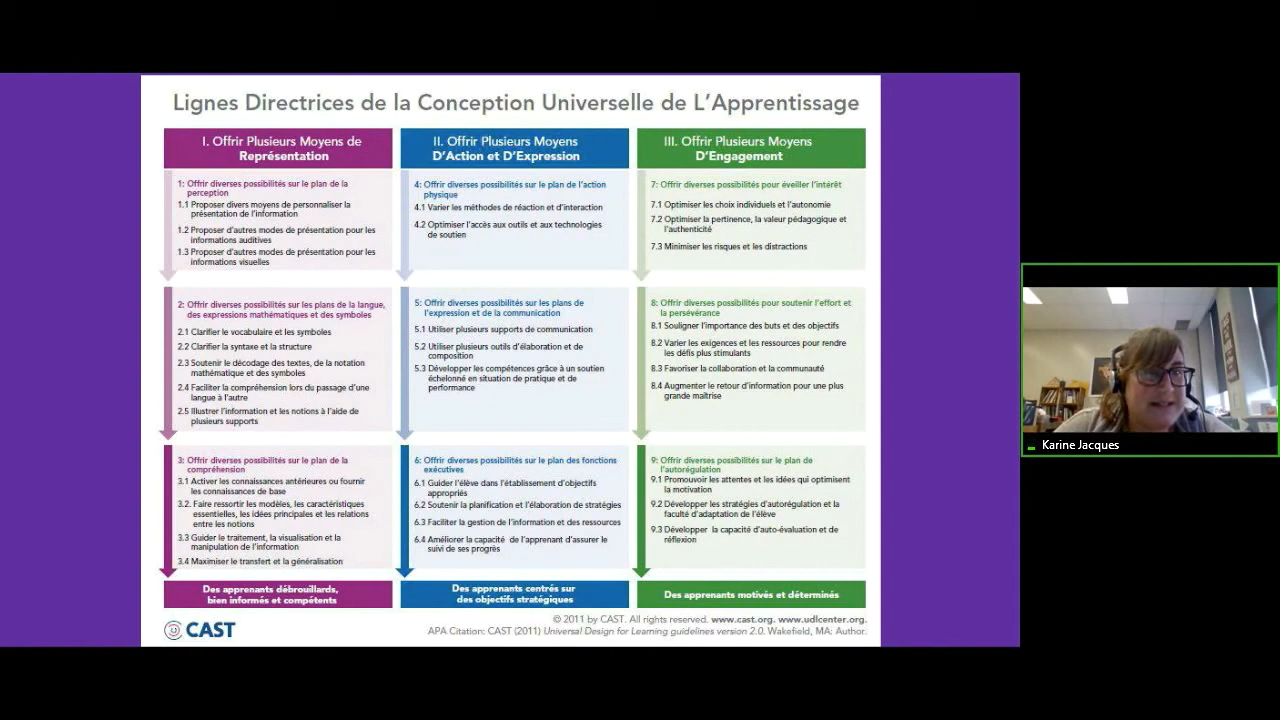 Lignes Directrices de la Conception Universelle de L'Apprentissage
I. Offrir Plusieurs Moyens de
Représentation
1: Offrir diverses possibilités sur le plan de la
perception
1.1 Proposer divers moyens de personnaliser la
présentation de l'information
1.2 Proposer d'autres modes de présentation pour les
informations auditives
1.3 Proposer d'autres modes de présentation pour les
informations visuelles
2: Offrir diverses possibilités sur les plans de la langue,
des expressions mathématiques et des symboles
2.1 Clarifier le vocabulaire et les symboles
2.2 Clarifier la syntaxe et la structure
2.3 Soutenir le décodage des textes, de la notation
mathématique et des symboles
2.4 Faciliter la compréhension lors du passage d'une
langue à l'autre
2.5 Illustrer l'information et les notions à l'aide de
plusieurs supports
3: Offrir diverses possibilités sur le plan de la
compréhension
3.1 Activer les connaissances antérieures ou fournir
les connaissances de base
3.2. Faire ressortir les modèles, les caractéristiques
essentielles, les idées principales et les relations
entre les notions
3.3 Guider le traitement, la visualisation et la
manipulation de l'information
3.4 Maximiser le transfert et la généralisation
Des apprenants débrouillards,
bien informés et compétents
II. Offrir Plusieurs Moyens
D'Action et D'Expression
4: Offrir diverses possibilités sur le plan de l'action
physique
4.1 Varier les méthodes de réaction et d'interaction
4.2 Optimiser l'accès aux outils et aux technologies
de soutien
5: Offrir diverses possibilités sur les plans de
l'expression et de la communication
5.1 Utiliser plusieurs supports de communication
5.2 Utiliser plusieurs outils d'élaboration et de
composition
5.3 Développer les compétences grâce à un soutien
échelonné en situation de pratique et de
performance
6: Offrir diverses possibilités sur le plan des fonctions
exécutives
6.1 Guider l'élève dans l'établissement d'objectifs
appropriés
6.2 Soutenir la planification et l'élaboration de stratégies
6.3 Faciliter la gestion de l'information et des ressources
6.4 Améliorer la capacité de l'apprenant d'assurer le
suivi de ses progrès
Des apprenants centrés sur
des objectifs stratégiques
III. Offrir Plusieurs Moyens
D'Engagement
7: Offrir diverses possibilités pour éveiller l'intérêt
7.1 Optimiser les choix individuels et l'autonomie
7.2 Optimiser la pertinence, la valeur pédagogique et
l'authenticité
7.3 Minimiser les risques et les distractions
8: Offrir diverses possibilités pour soutenir l'effort et
la persévérance
8.1 Souligner l'importance des buts et des objectifs
8.2 Varier les exigences et les ressources pour rendre
les défis plus stimulants
8.3 Favoriser la collaboration et la communauté
8.4 Augmenter le retour d'information pour une plus
grande maîtrise
9: Offrir diverses possibilités sur le plan de
l'autorégulation
9.1 Promouvoir les attentes et les idées qui optimisent
la motivation
9.2 Développer les stratégies d'autorégulation et la
faculté d'adaptation de l'élève
9.3 Développer la capacité d'auto-évaluation et de
réflexion
Des apprenants motivés et déterminés
CAST
© 2011 by CAST. All rights reserved. www.cast.org. www.udlcenter.org.
APA Citation: CAST (2011) Universal Design for Learning guidelines version 2.0. Wakefield, MA: Author.
Karine Jacques